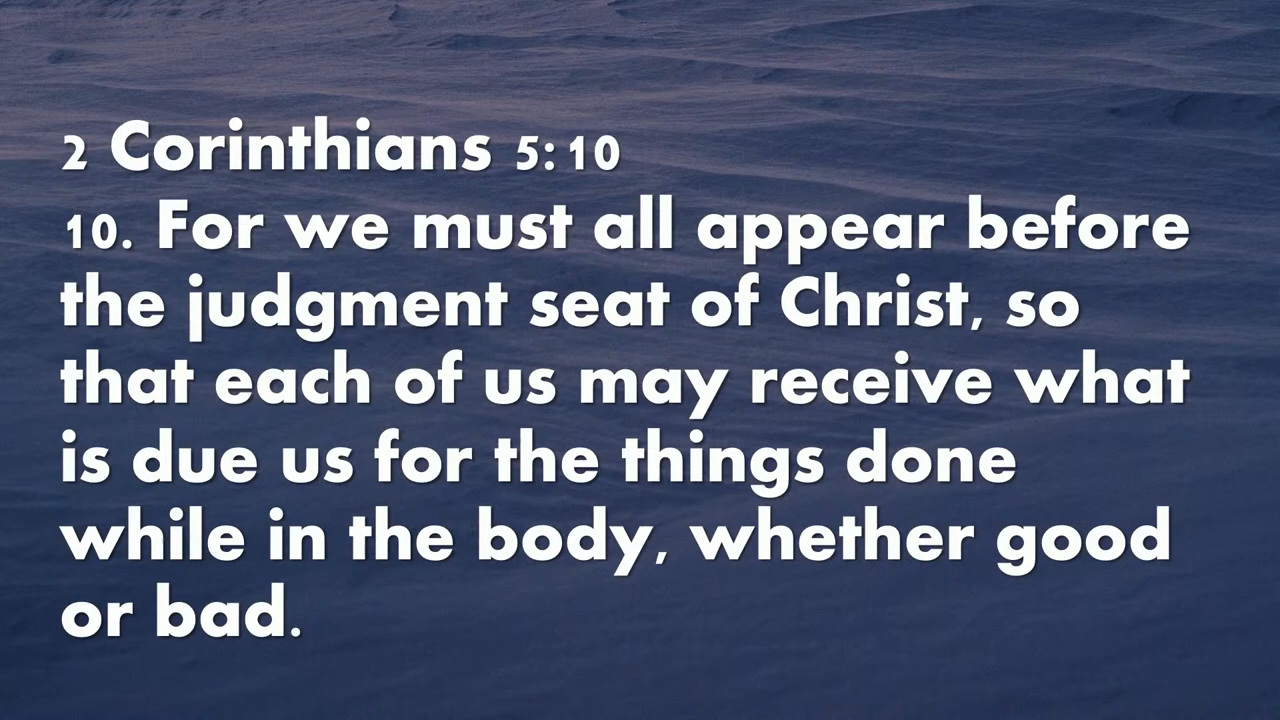 2 Corinthians 5:10
10. For we must all appear before
the judgment seat of Christ, so
that each of us may receive what
is due us for the things done
while in the body, whether good
or bad.